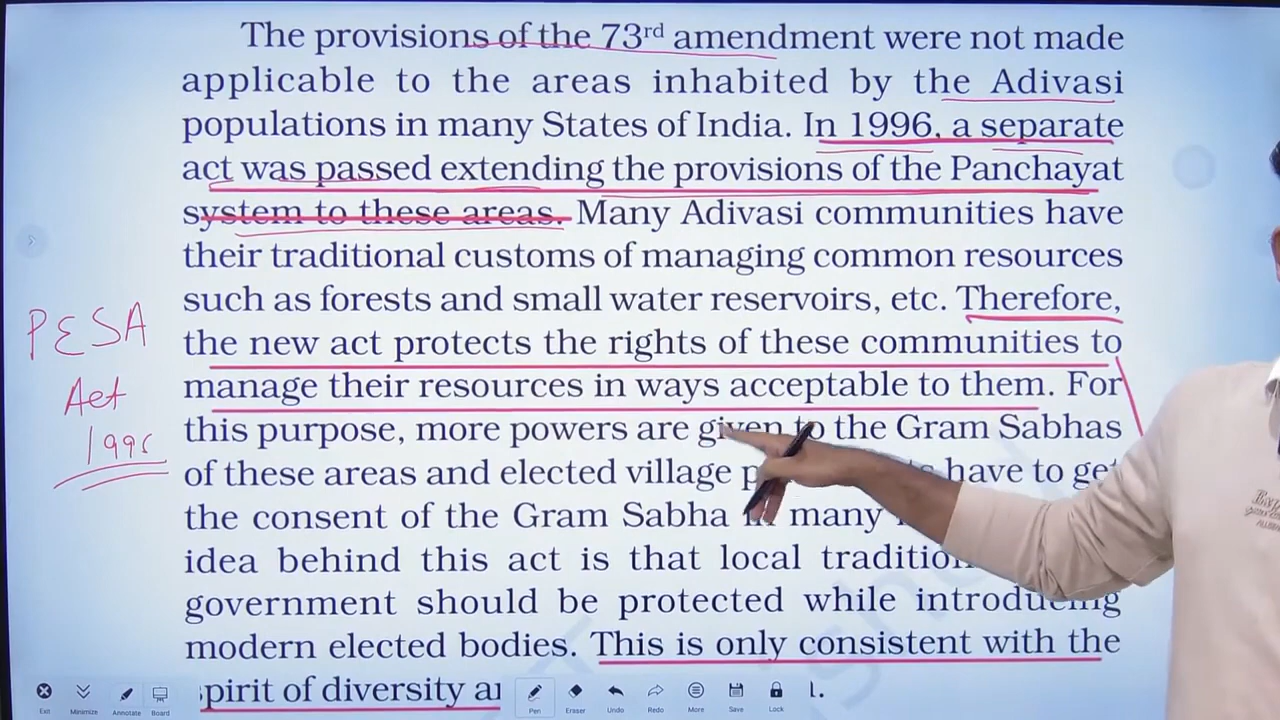 The provisions of the 73rd amendment were not made
applicable to the areas inhabited by the Adivasi
populations in many States of India. In 1996, a separate
act was passed extending the provisions of the Panchayat
system to these areas. Many Adivasi communities have
their traditional customs of managing common resources
such as forests and small water reservoirs, etc. Therefore,
the new act protects the rights of these communities to
manage their resources in ways acceptable to them. For
this purpose, more powers are given to the Gram Sabhas
of these areas and elected village have to get
the consent of the Gram Sabha many
idea behind this act is that local
government should be protected while introducing
modern elected bodies. This is only consistent with the
spirit of diversity
PESA
Act
1996
Exit Minimize Annotate Board Pen Eraser Undo Redo More Save Lock